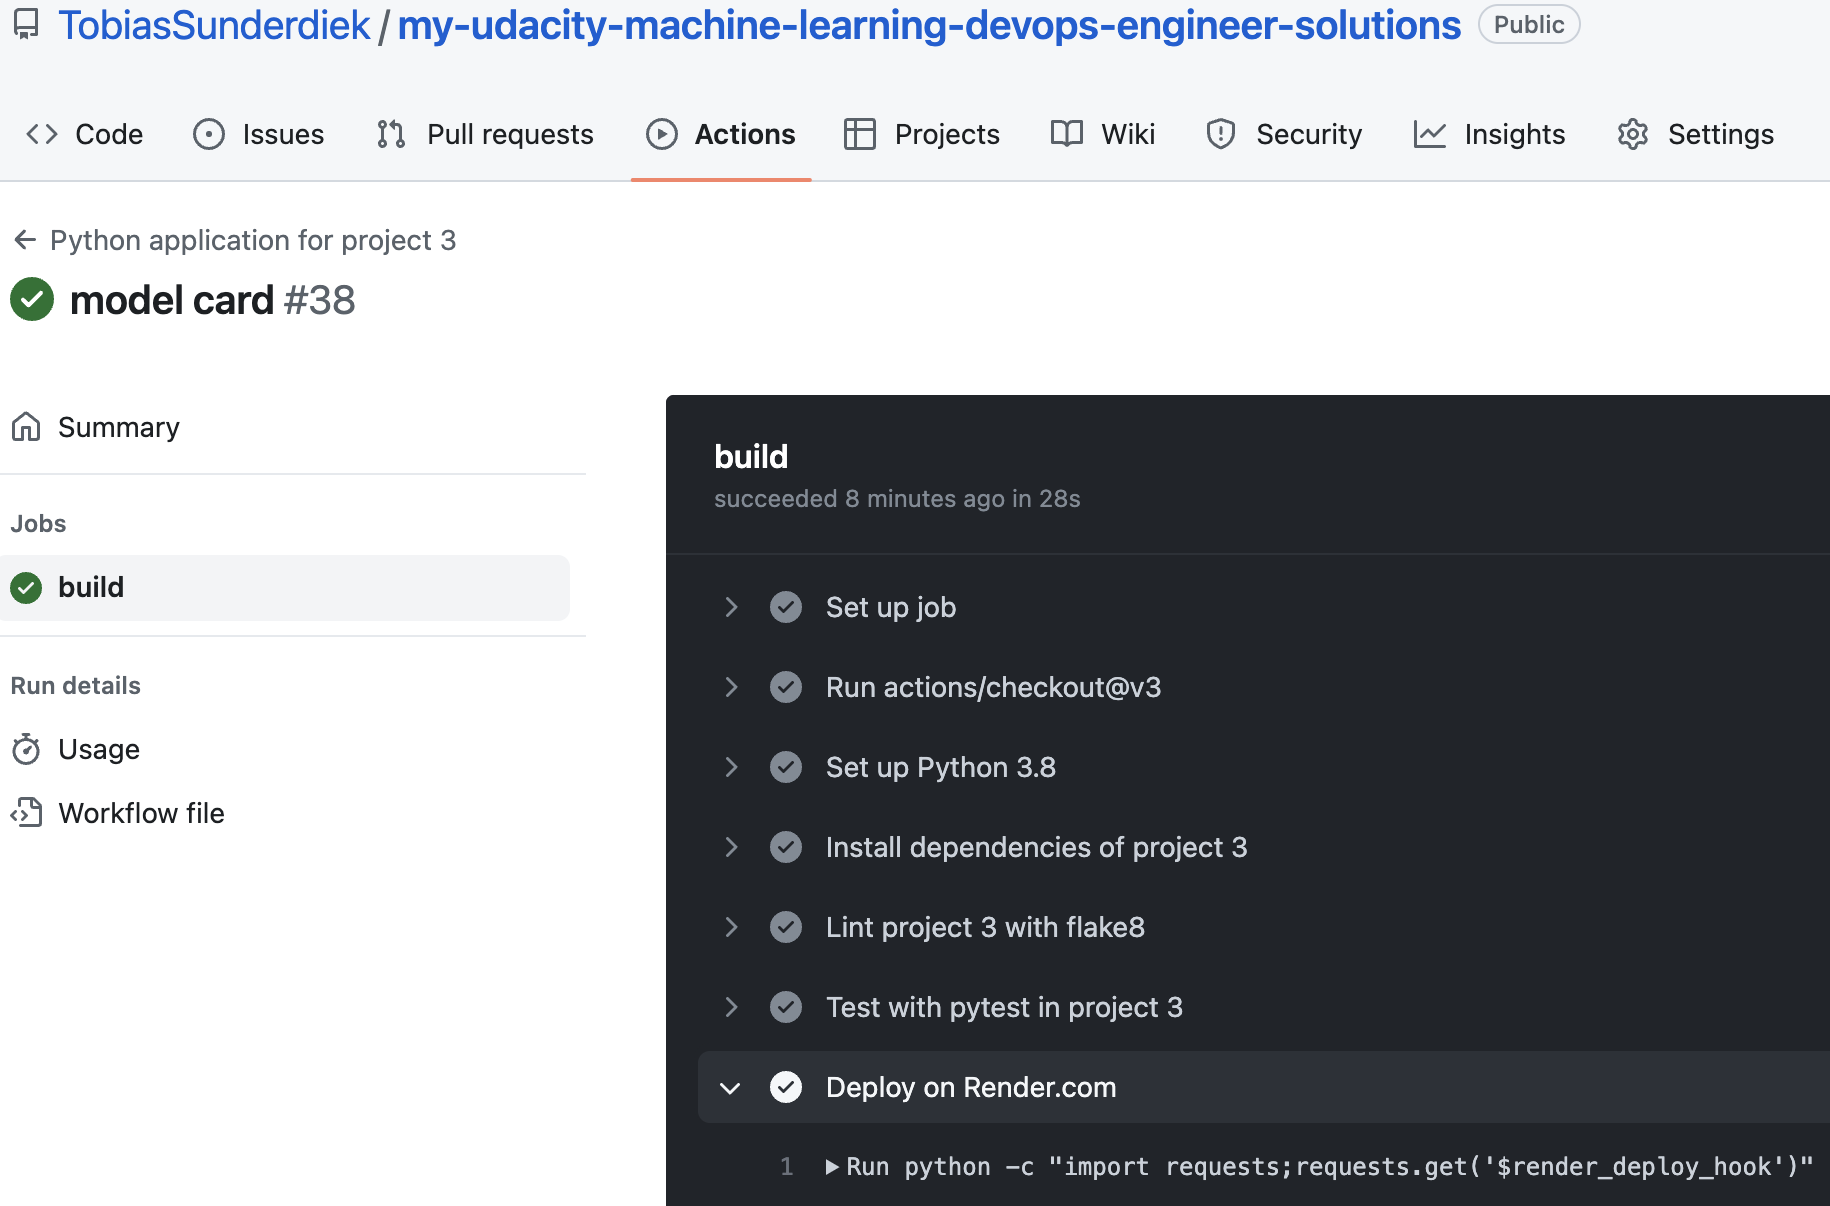 TobiasSunderdiek / my-udacity-machine-learning-devops-engineer-solutions Public
Code Issues Pull requests Actions Projects Wiki Security Insights Settings
Python application for project 3
model card #38
Summary
Jobs
build
Run details
Usage
Workflow file
build
succeeded 8 minutes ago in 28s
Set up job
Run actions/checkout@v3
Set up Python 3.8
Install dependencies of project 3
Lint project 3 with flake8
Test with pytest in project 3
Deploy on Render.com
1 Run python -c "import requests;requests.get('$render_deploy_hook')"